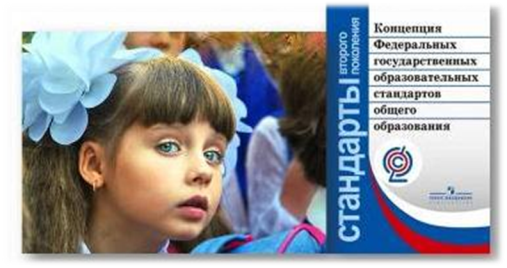 стандарты
второго
поколения
Концепция
Федеральных
государственных
образовательных
стандартов
общего
образования